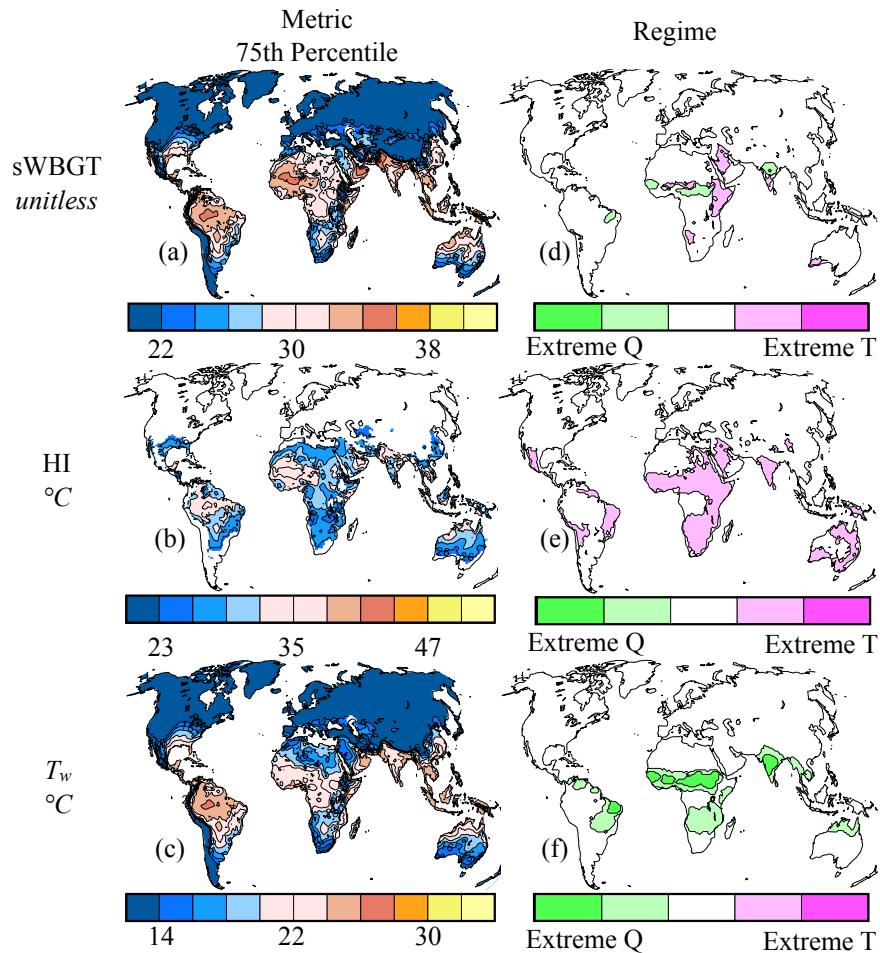 Metric
75th Percentile
Regime
sWBGT
unitless
(a)
(d)
22 30 38
Extreme Q Extreme T
HI
°C
(b)
(e)
23 35 47
Extreme Q Extreme T
T_w
°C
(c)
(f)
14 22 30
Extreme Q Extreme T